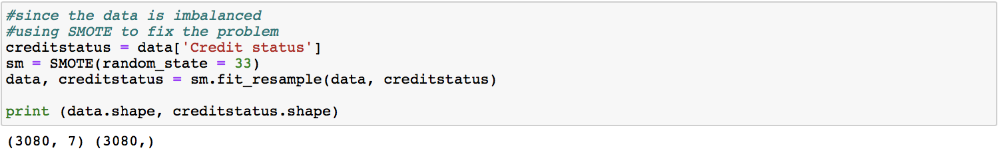 #since the data is imbalanced
#using SMOTE to fix the problem
creditstatus = data['Credit status']
sm = SMOTE(random_state = 33)
data, creditstatus = sm.fit_resample(data, creditstatus)
print (data.shape, creditstatus.shape)
(3080, 7) (3080,)